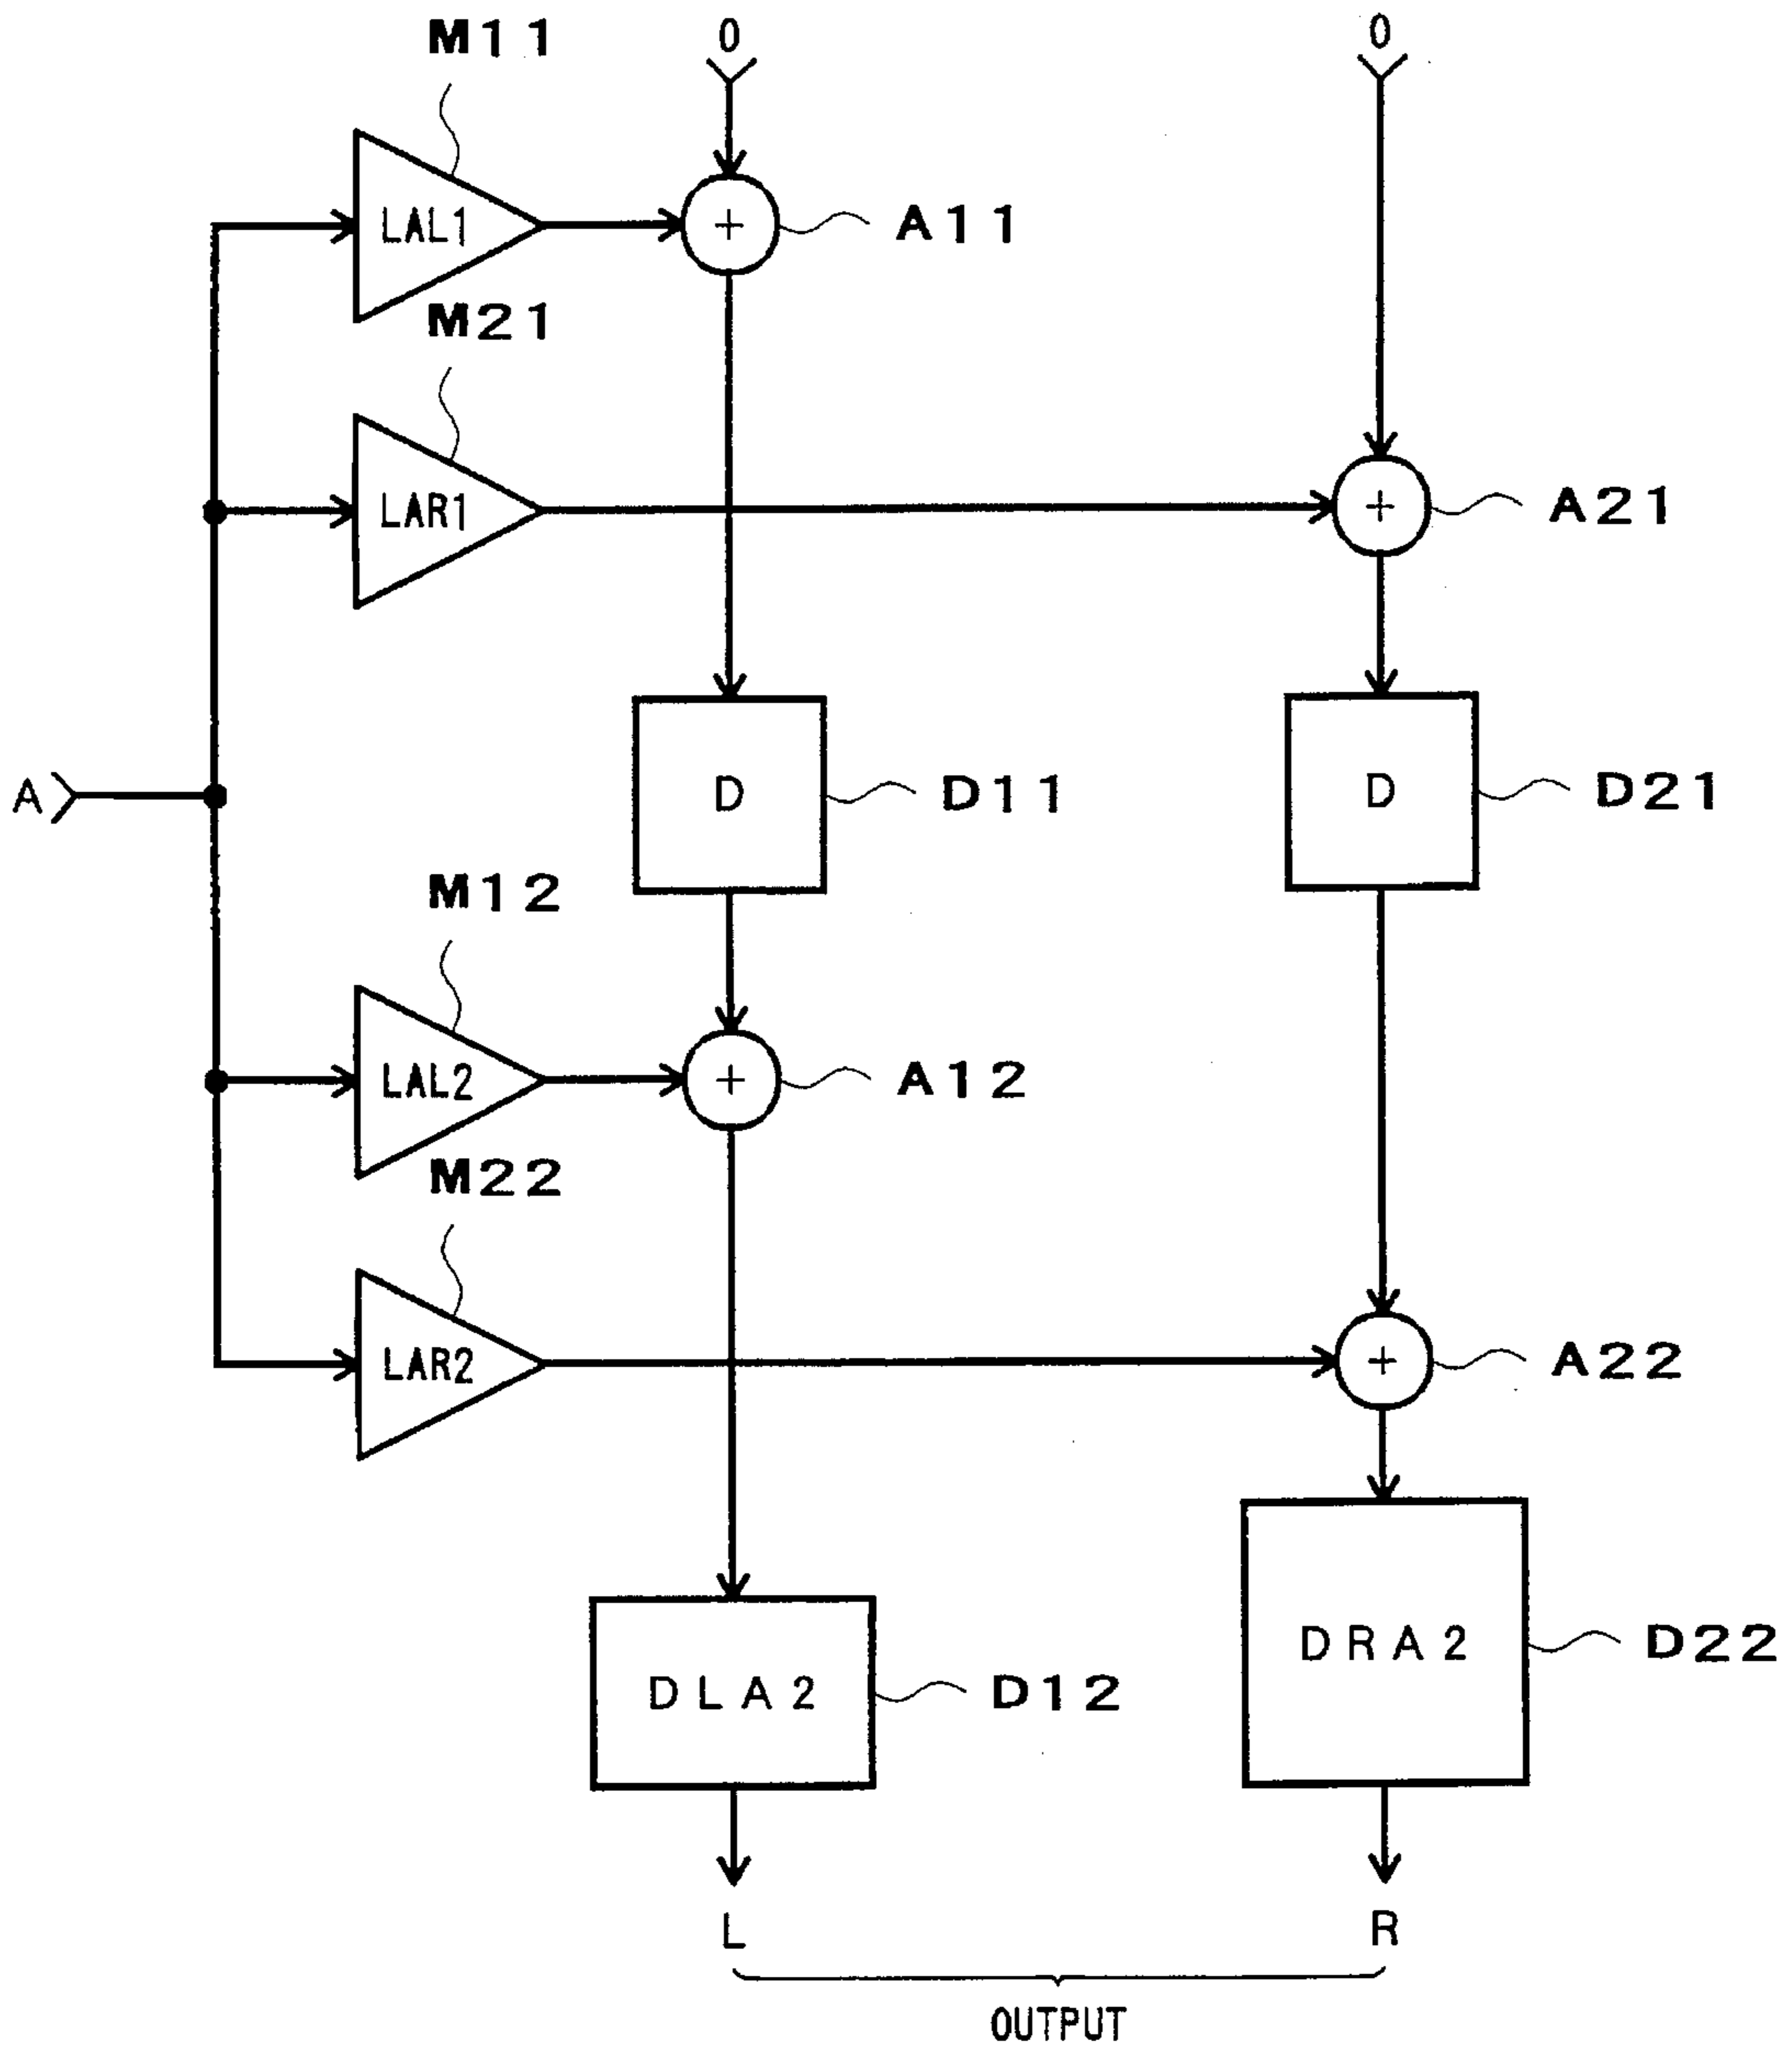 M11
0
0
LAL1
+
A11
M21
LAR1
+
A21
A
D
D11
D
D21
M12
LAL2
+
A12
M22
LAR2
+
A22
DLA2
D12
DRA2
D22
L
R
OUTPUT